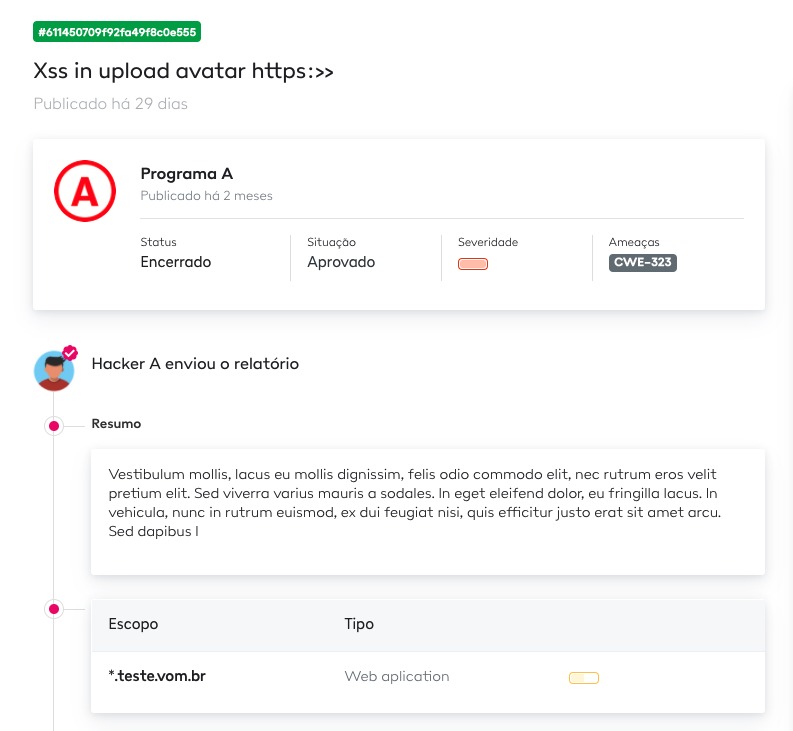 #611450709f92fa49f8c0e555
Xss in upload avatar https:>>
Publicado há 29 dias
A
Programa A
Publicado há 2 meses
Status
Situação
Severidade
Ameaças
Encerrado
Aprovado
CWE-323
Hacker A enviou o relatório
Resumo
Vestibulum mollis, lacus eu mollis dignissim, felis odio commodo elit, nec rutrum eros velit
pretium elit. Sed viverra varius mauris a sodales. In eget eleifend dolor, eu fringilla lacus. In
vehicula, nunc in rutrum euismod, ex dui feugiat nisi, quis efficitur justo erat sit amet arcu.
Sed dapibus l
Escopo
Tipo
*.teste.vom.br
Web aplication